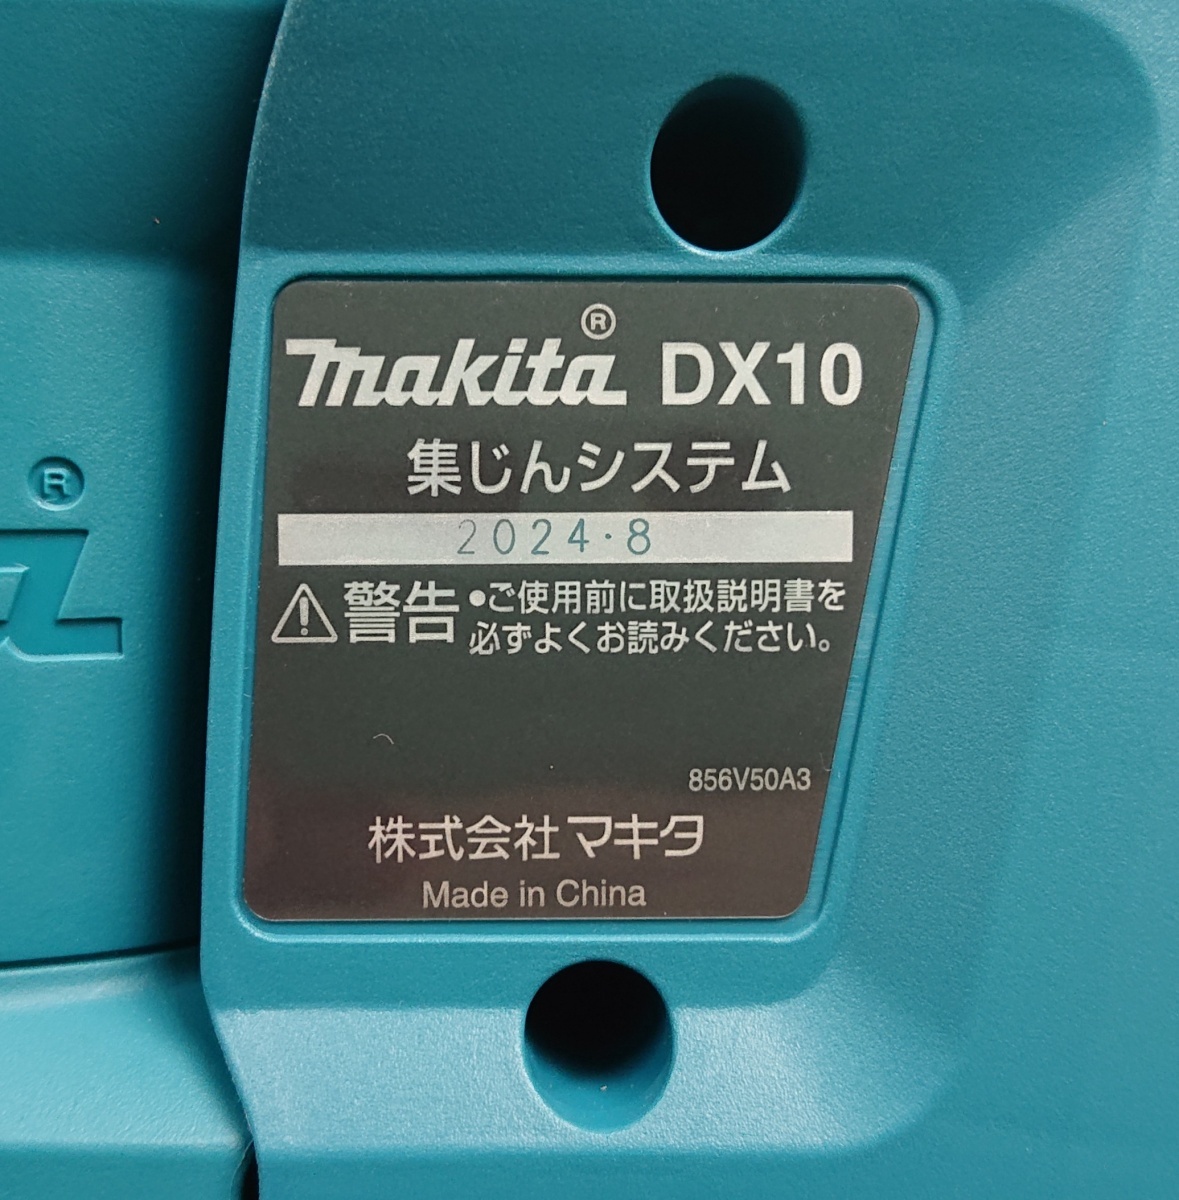 makita® DX10
集じんシステム
2024・8
警告 ●ご使用前に取扱説明書を
必ずよくお読みください。
856V50A3
株式会社マキタ
Made in China
®